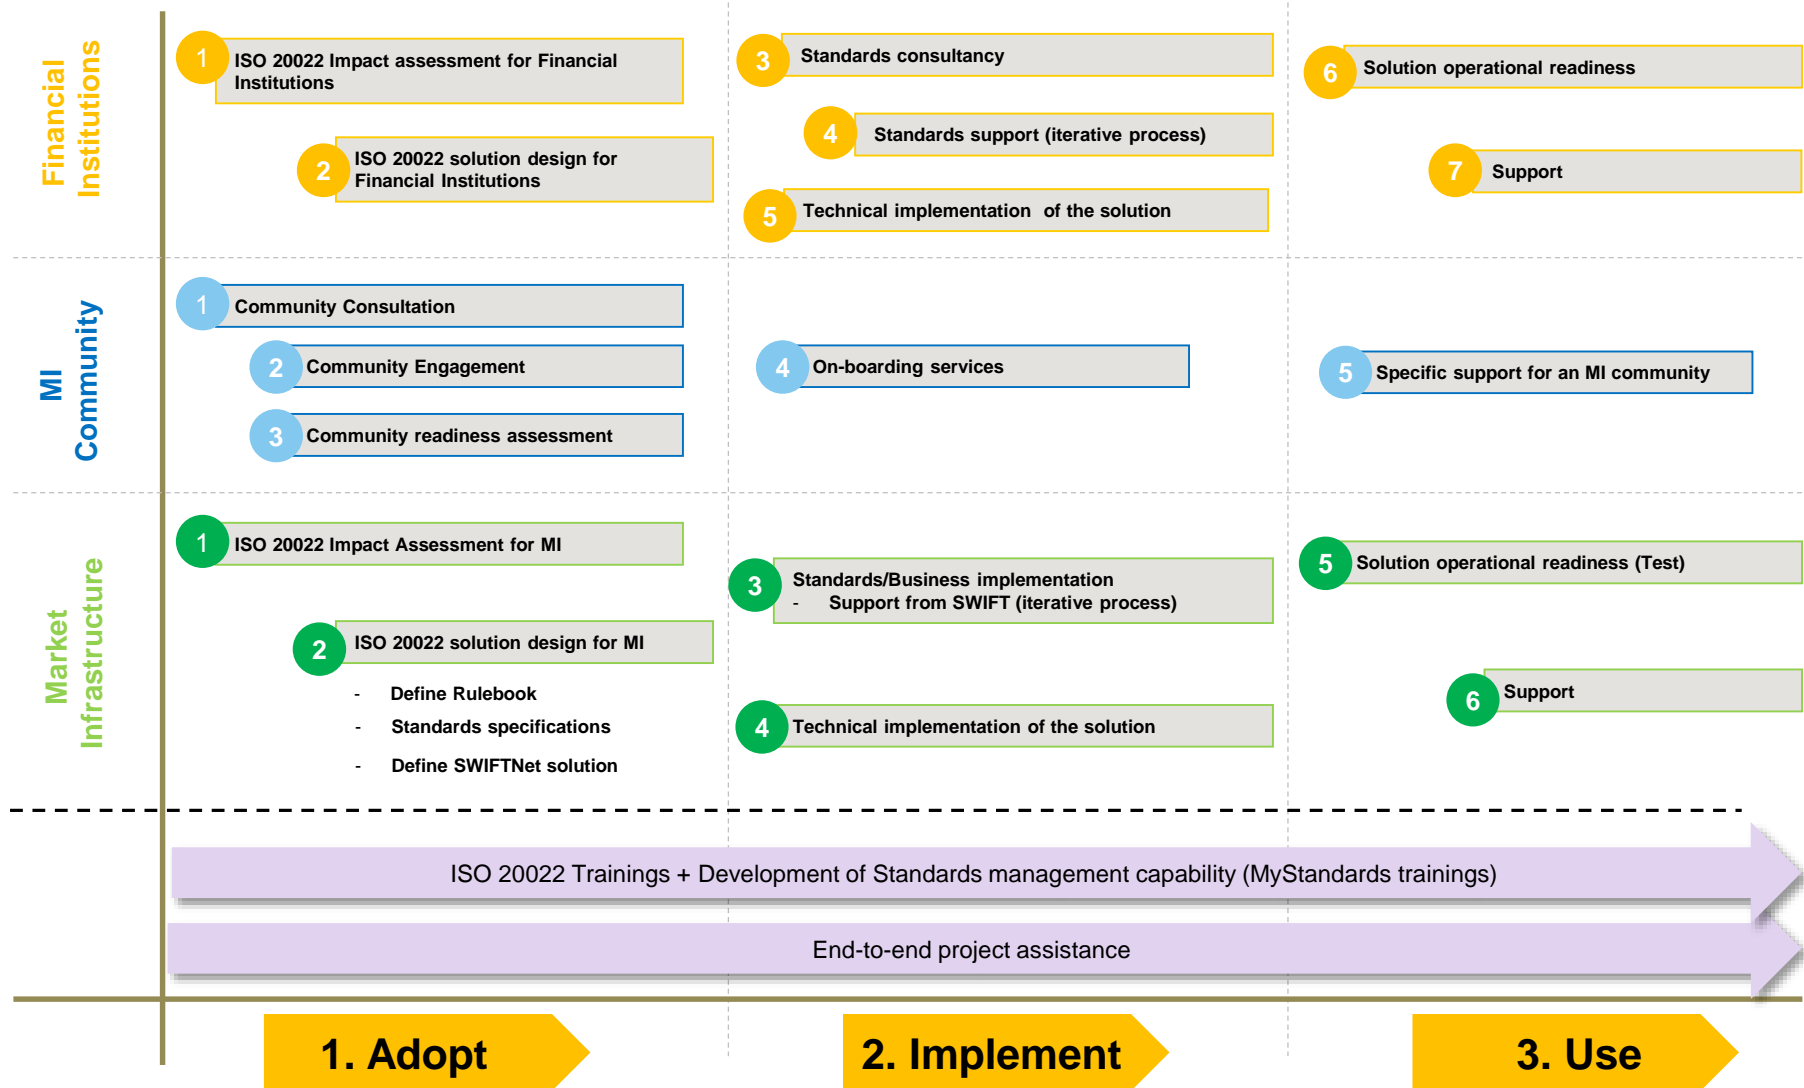 Financial
Institutions
1
ISO 20022 Impact assessment for Financial
Institutions
2
ISO 20022 solution design for
Financial Institutions
3
Standards consultancy
4
Standards support (iterative process)
5
Technical implementation of the solution
6
Solution operational readiness
7
Support
MI
Community
1
Community Consultation
2
Community Engagement
3
Community readiness assessment
4
On-boarding services
5
Specific support for an MI community
Market
Infrastructure
1
ISO 20022 Impact Assessment for MI
2
ISO 20022 solution design for MI
- Define Rulebook
- Standards specifications
- Define SWIFTNet solution
3
Standards/Business implementation
- Support from SWIFT (iterative process)
4
Technical implementation of the solution
5
Solution operational readiness (Test)
6
Support
ISO 20022 Trainings + Development of Standards management capability (MyStandards trainings)
End-to-end project assistance
1. Adopt
2. Implement
3. Use